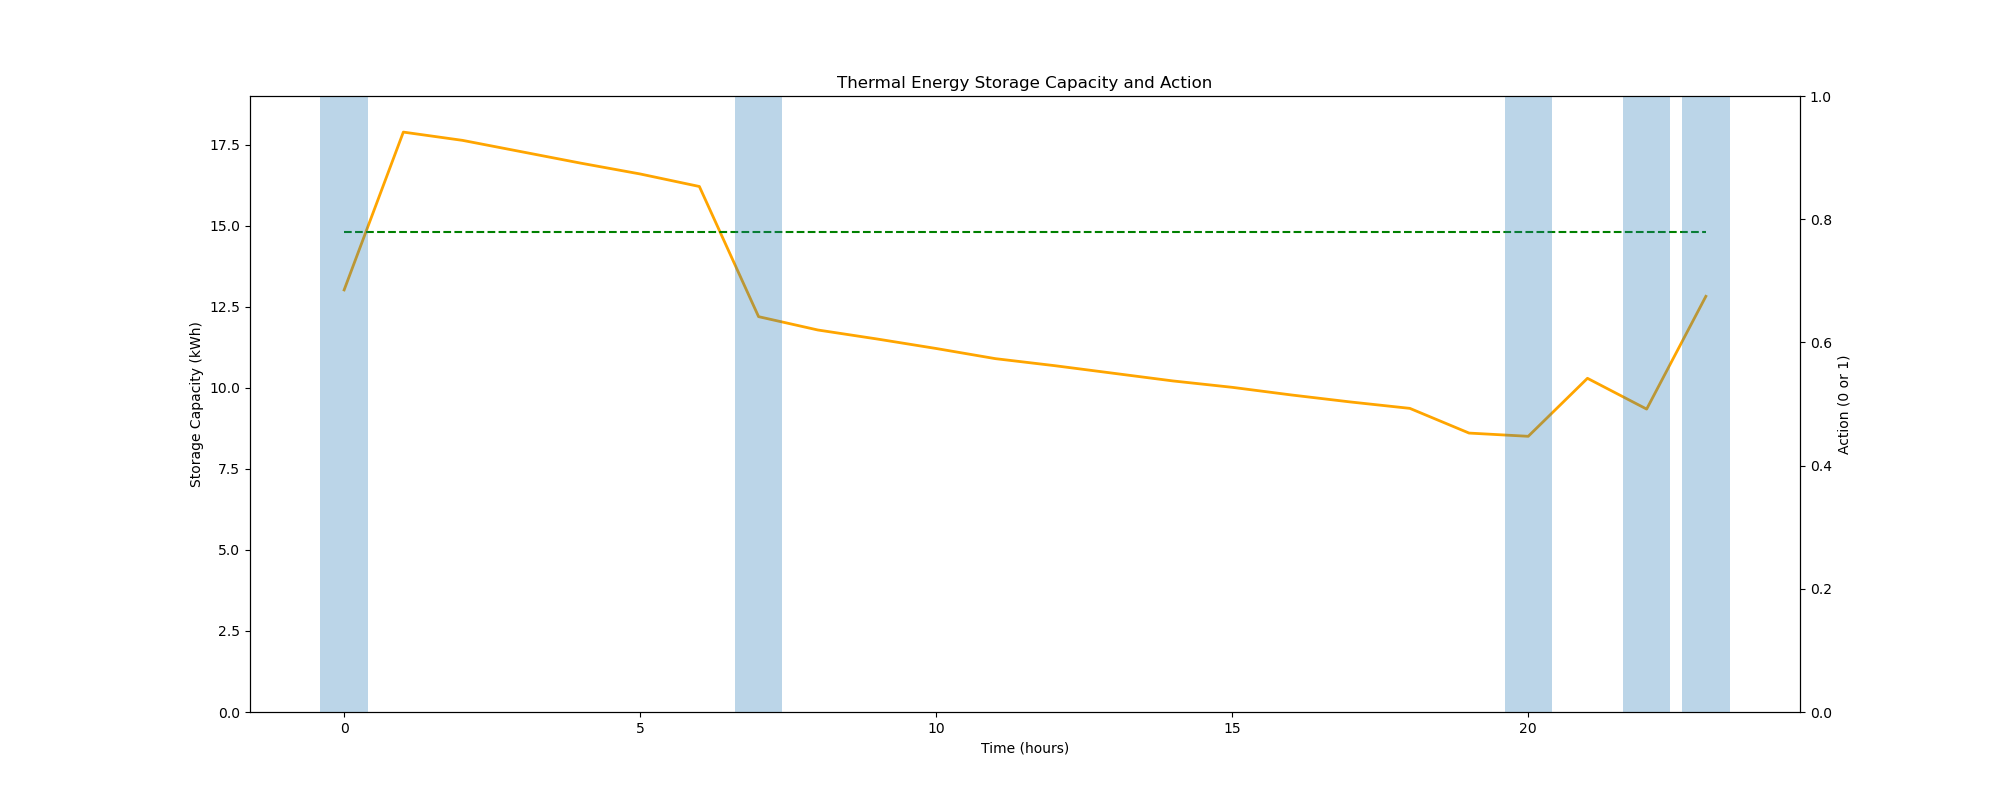 Thermal Energy Storage Capacity and Action
Storage Capacity (kWh)
17.5
15.0
12.5
10.0
7.5
5.0
2.5
0.0
1.0
0.8
0.6
0.4
0.2
0.0
Action (0 or 1)
0 5 10 15 20
Time (hours)